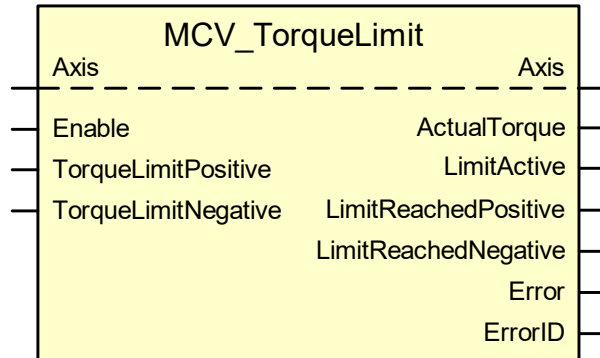 MCV_TorqueLimit
Axis Axis
Enable ActualTorque
TorqueLimitPositive LimitActive
TorqueLimitNegative LimitReachedPositive
LimitReachedNegative
Error
ErrorID